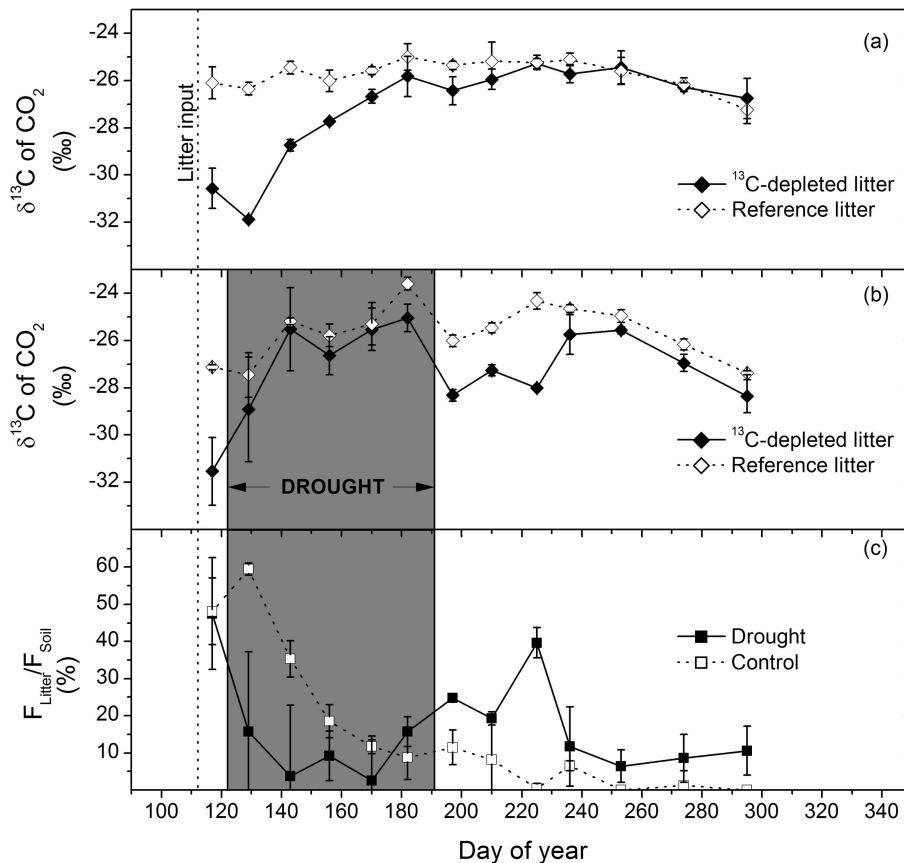 -24
-26
-28
-30
-32
δ¹³C of CO₂
(‰)
Litter input
(a)
¹³C-depleted litter
Reference litter
-24
-26
-28
-30
-32
δ¹³C of CO₂
(‰)
(b)
¹³C-depleted litter
Reference litter
DROUGHT
60
50
40
30
20
10
F_Litter/F_Soil
(%)
(c)
Drought
Control
100 120 140 160 180 200 220 240 260 280 300 320 340
Day of year